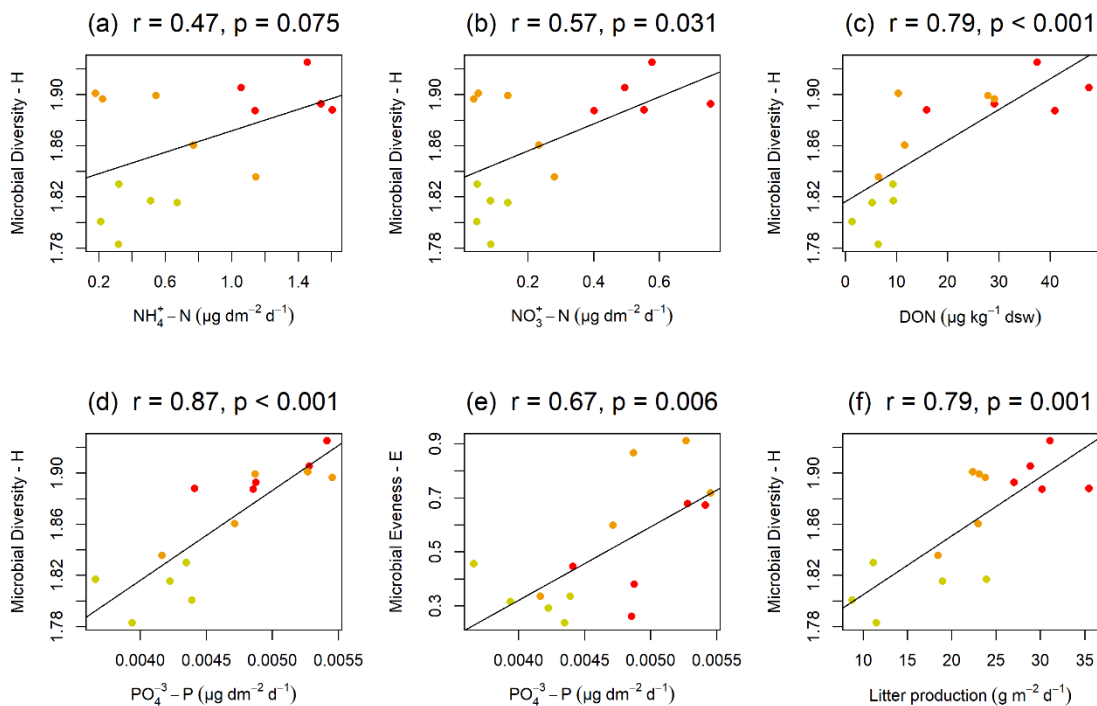 (a) r = 0.47, p = 0.075
Microbial Diversity - H
1.78 1.82 1.86 1.90
0.2 0.6 1.0 1.4
NH₄⁺ – N (µg dm⁻² d⁻¹)
(b) r = 0.57, p = 0.031
Microbial Diversity - H
1.78 1.82 1.86 1.90
0.2 0.4 0.6
NO₃⁺ – N (µg dm⁻² d⁻¹)
(c) r = 0.79, p < 0.001
Microbial Diversity - H
1.78 1.82 1.86 1.90
0 10 20 30 40
DON (µg kg⁻¹ dsw)
(d) r = 0.87, p < 0.001
Microbial Diversity - H
1.78 1.82 1.86 1.90
0.0040 0.0045 0.0050 0.0055
PO₄⁻³ – P (µg dm⁻² d⁻¹)
(e) r = 0.67, p = 0.006
Microbial Eveness - E
0.3 0.5 0.7 0.9
0.0040 0.0045 0.0050 0.0055
PO₄⁻³ – P (µg dm⁻² d⁻¹)
(f) r = 0.79, p = 0.001
Microbial Diversity - H
1.78 1.82 1.86 1.90
10 15 20 25 30 35
Litter production (g m⁻² d⁻¹)